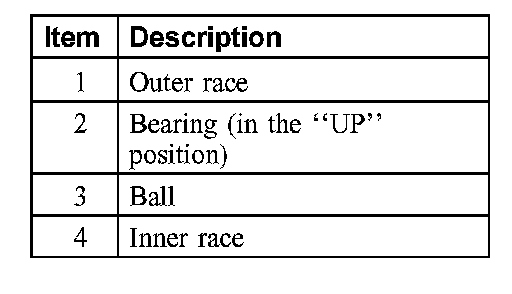 Item Description
1 Outer race
2 Bearing (in the “UP”
position)
3 Ball
4 Inner race